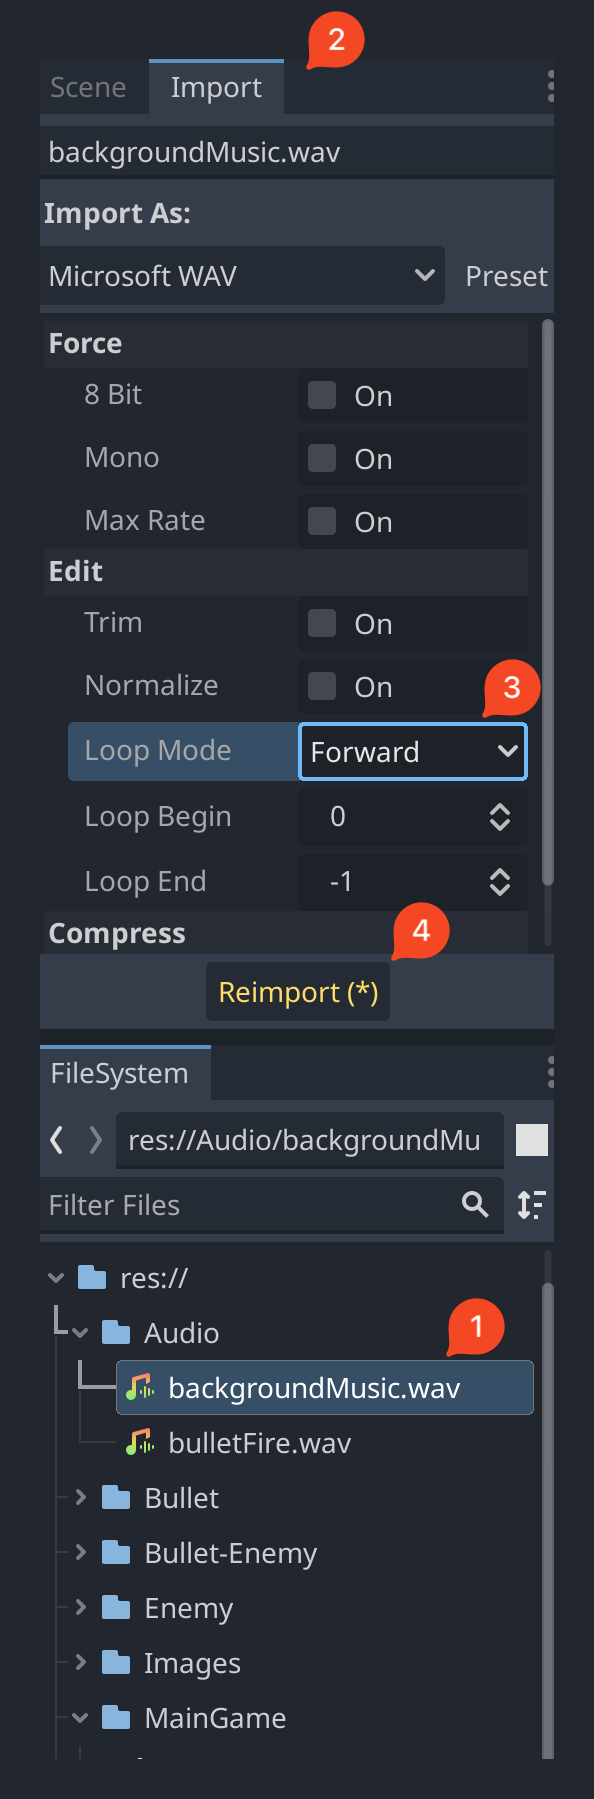 2
Scene Import
backgroundMusic.wav
Import As:
Microsoft WAV Preset
Force
8 Bit On
Mono On
Max Rate On
Edit
Trim On
Normalize On
3
Loop Mode Forward
Loop Begin 0
Loop End -1
Compress
4
Reimport (*)
FileSystem
res://Audio/backgroundMu
Filter Files
res://
Audio
1
backgroundMusic.wav
bulletFire.wav
Bullet
Bullet-Enemy
Enemy
Images
MainGame